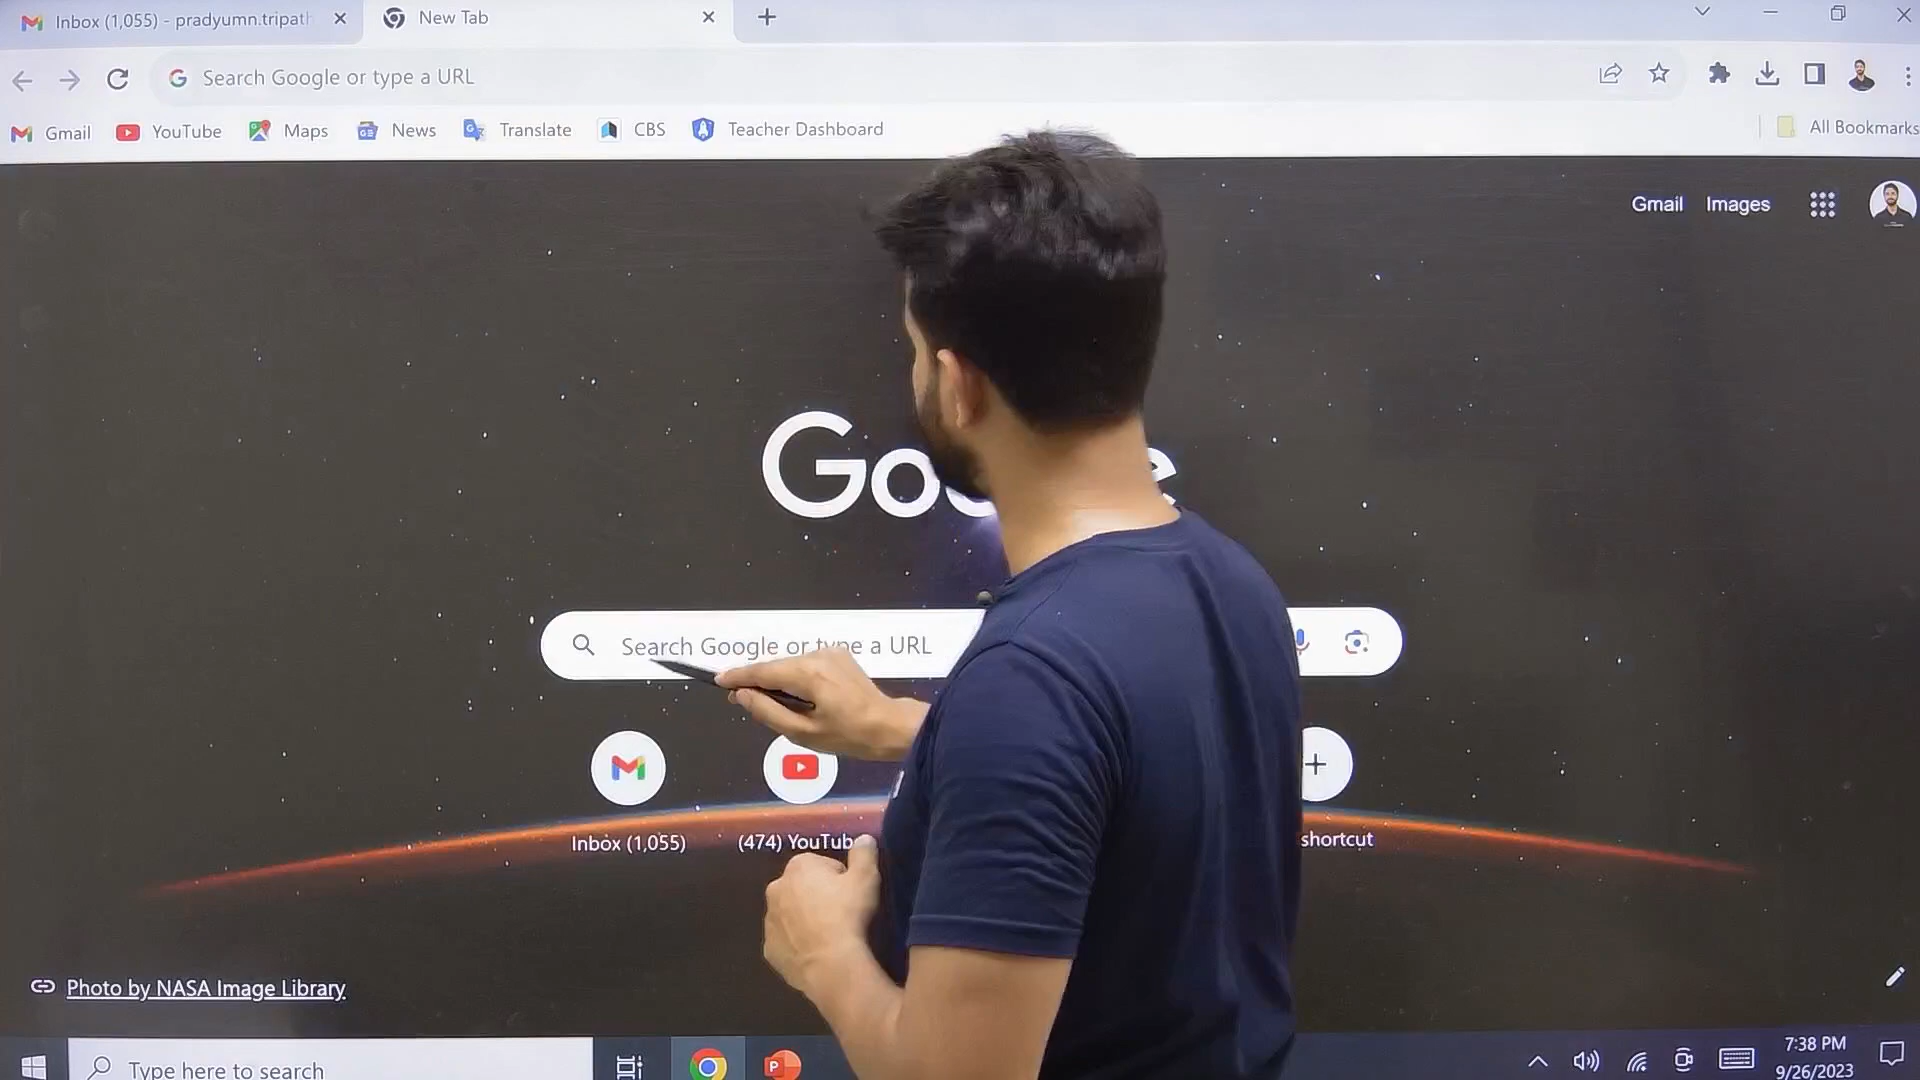 Inbox (1,055) - pradyumn.tripat
New Tab
Search Google or type a URL
Gmail
YouTube
Maps
News
Translate
CBS
Teacher Dashboard
All Bookmarks
Gmail
Images
Search Google or type a URL
Inbox (1,055)
(474) YouTube
shortcut
Photo by NASA Image Library
Type here to search
7:38 PM
9/26/2023